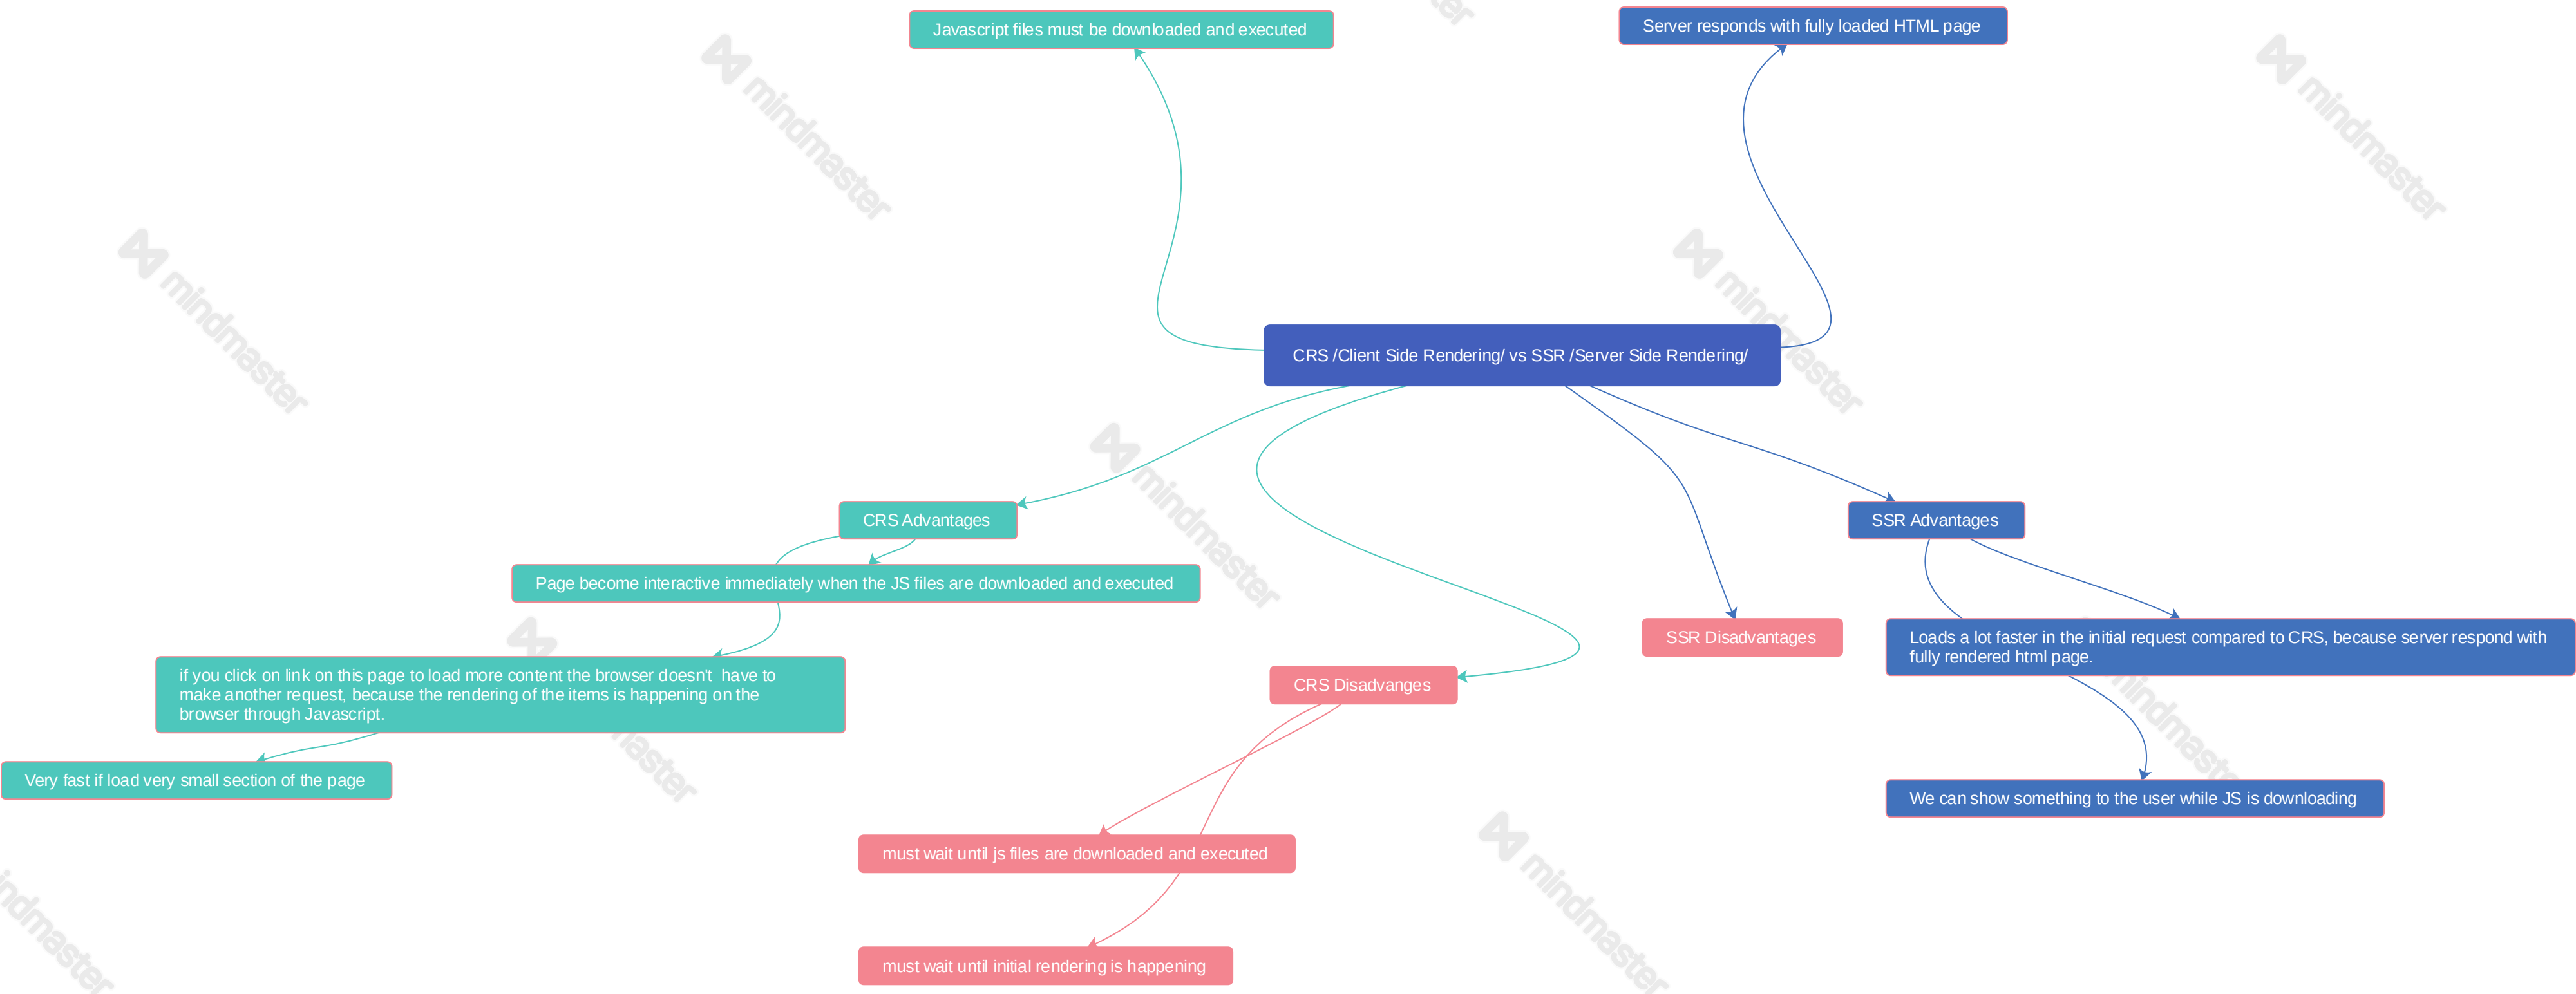 Javascript files must be downloaded and executed
Server responds with fully loaded HTML page
CRS /Client Side Rendering/ vs SSR /Server Side Rendering/
CRS Advantages
SSR Advantages
Page become interactive immediately when the JS files are downloaded and executed
SSR Disadvantages
Loads a lot faster in the initial request compared to CRS, because server respond with
fully rendered html page.
if you click on link on this page to load more content the browser doesn't  have to
make another request, because the rendering of the items is happening on the
browser through Javascript.
CRS Disadvanges
Very fast if load very small section of the page
We can show something to the user while JS is downloading
must wait until js files are downloaded and executed
must wait until initial rendering is happening
mindmaster
mindmaster
mindmaster
mindmaster
mindmaster
mindmaster